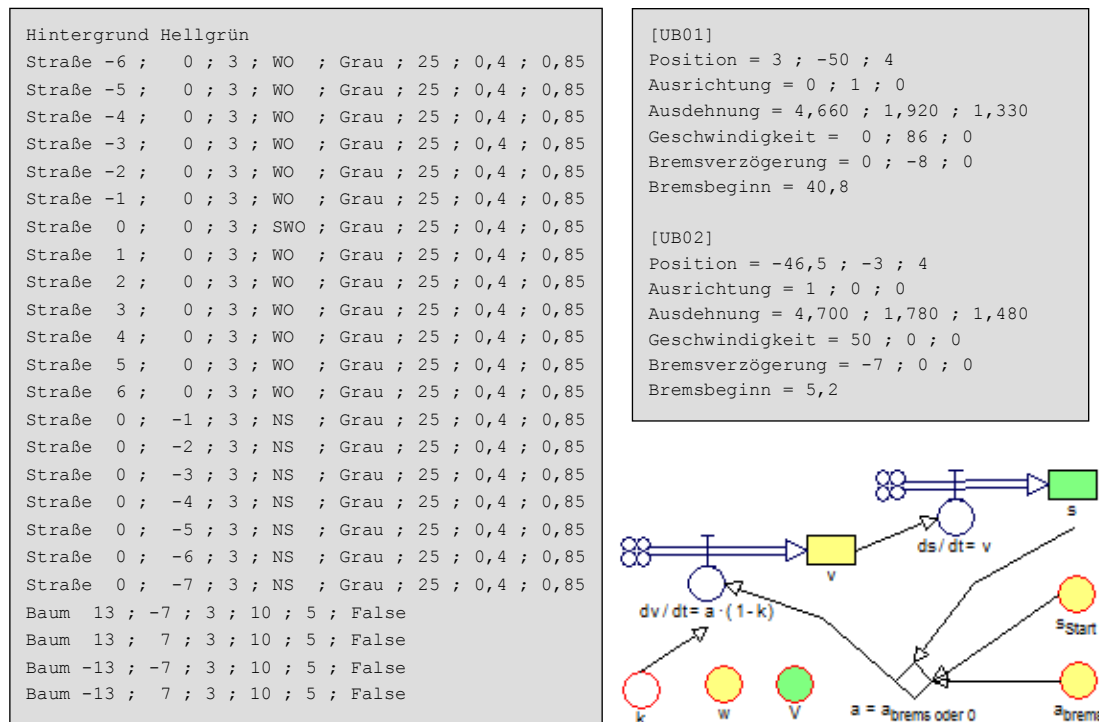 Hintergrund Hellgrün
Straße -6 ;   0 ; 3 ; WO  ; Grau ; 25 ; 0,4 ; 0,85
Straße -5 ;   0 ; 3 ; WO  ; Grau ; 25 ; 0,4 ; 0,85
Straße -4 ;   0 ; 3 ; WO  ; Grau ; 25 ; 0,4 ; 0,85
Straße -3 ;   0 ; 3 ; WO  ; Grau ; 25 ; 0,4 ; 0,85
Straße -2 ;   0 ; 3 ; WO  ; Grau ; 25 ; 0,4 ; 0,85
Straße -1 ;   0 ; 3 ; WO  ; Grau ; 25 ; 0,4 ; 0,85
Straße  0 ;   0 ; 3 ; SWO ; Grau ; 25 ; 0,4 ; 0,85
Straße  1 ;   0 ; 3 ; WO  ; Grau ; 25 ; 0,4 ; 0,85
Straße  2 ;   0 ; 3 ; WO  ; Grau ; 25 ; 0,4 ; 0,85
Straße  3 ;   0 ; 3 ; WO  ; Grau ; 25 ; 0,4 ; 0,85
Straße  4 ;   0 ; 3 ; WO  ; Grau ; 25 ; 0,4 ; 0,85
Straße  5 ;   0 ; 3 ; WO  ; Grau ; 25 ; 0,4 ; 0,85
Straße  6 ;   0 ; 3 ; WO  ; Grau ; 25 ; 0,4 ; 0,85
Straße  0 ;  -1 ; 3 ; NS  ; Grau ; 25 ; 0,4 ; 0,85
Straße  0 ;  -2 ; 3 ; NS  ; Grau ; 25 ; 0,4 ; 0,85
Straße  0 ;  -3 ; 3 ; NS  ; Grau ; 25 ; 0,4 ; 0,85
Straße  0 ;  -4 ; 3 ; NS  ; Grau ; 25 ; 0,4 ; 0,85
Straße  0 ;  -5 ; 3 ; NS  ; Grau ; 25 ; 0,4 ; 0,85
Straße  0 ;  -6 ; 3 ; NS  ; Grau ; 25 ; 0,4 ; 0,85
Straße  0 ;  -7 ; 3 ; NS  ; Grau ; 25 ; 0,4 ; 0,85
Baum  13 ; -7 ; 3 ; 10 ; 5 ; False
Baum  13 ;  7 ; 3 ; 10 ; 5 ; False
Baum -13 ; -7 ; 3 ; 10 ; 5 ; False
Baum -13 ;  7 ; 3 ; 10 ; 5 ; False
[UB01]
Position = 3 ; -50 ; 4
Ausrichtung = 0 ; 1 ; 0
Ausdehnung = 4,660 ; 1,920 ; 1,330
Geschwindigkeit =  0 ; 86 ; 0
Bremsverzögerung = 0 ; -8 ; 0
Bremsbeginn = 40,8
[UB02]
Position = -46,5 ; -3 ; 4
Ausrichtung = 1 ; 0 ; 0
Ausdehnung = 4,700 ; 1,780 ; 1,480
Geschwindigkeit = 50 ; 0 ; 0
Bremsverzögerung = -7 ; 0 ; 0
Bremsbeginn = 5,2
s
ds/dt= v
v
dv/dt= a·(1-k)
sStart
k
w
V
a = abrems oder 0
abrems